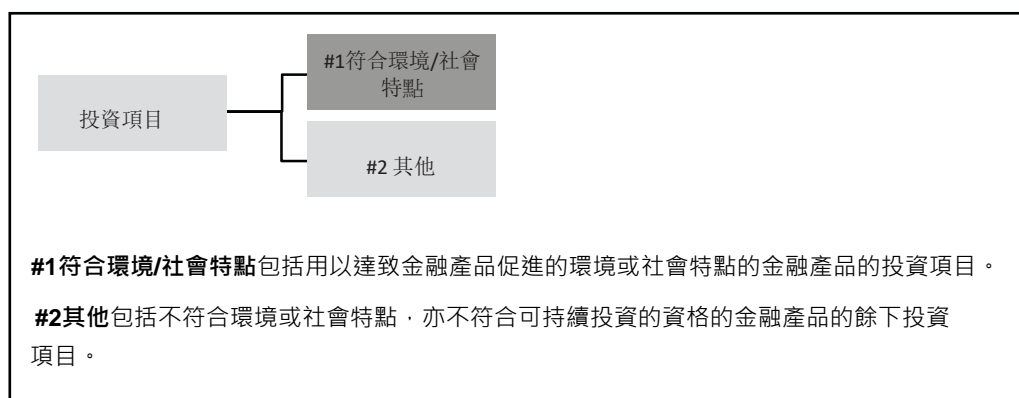 #1符合環境/社會
特點
投資項目
#2 其他
#1符合環境/社會特點包括用以達致金融產品促進的環境或社會特點的金融產品的投資項目。
#2其他包括不符合環境或社會特點，亦不符合可持續投資的資格的金融產品的餘下投資
項目。